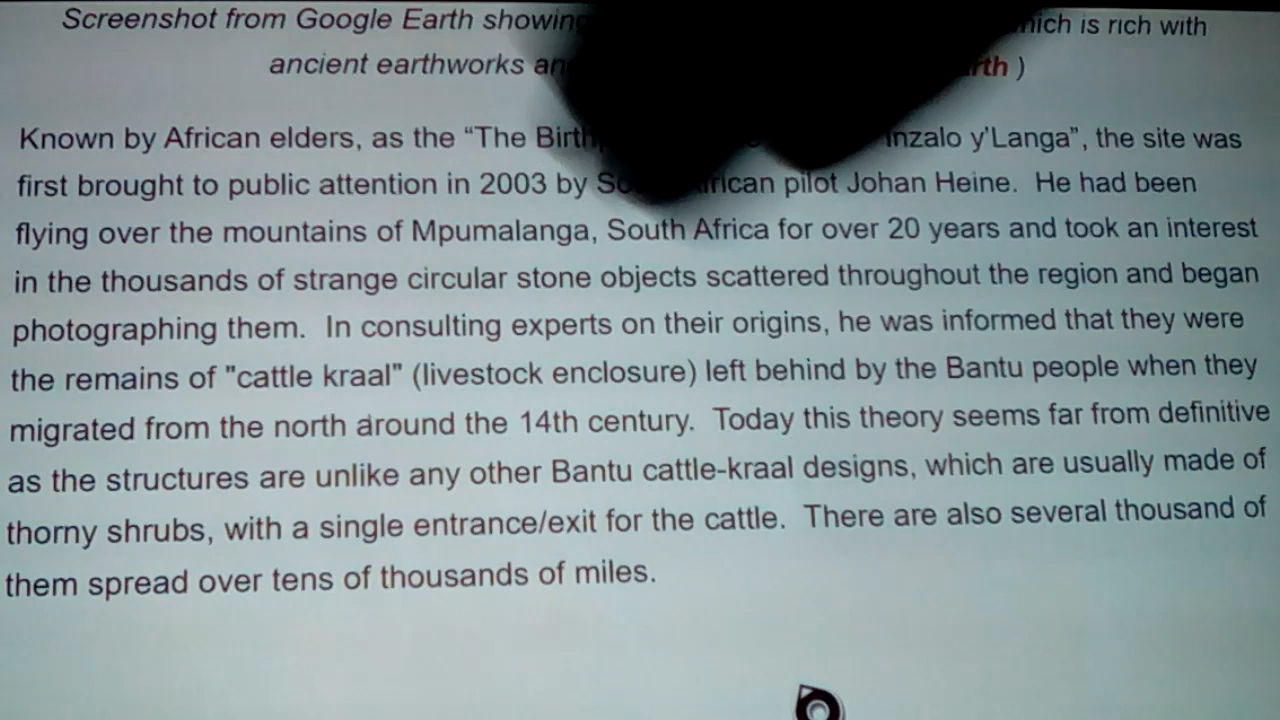 Screenshot from Google Earth showing which is rich with
ancient earthworks an )
Known by African elders, as the “The Birth nzalo y’Langa”, the site was
first brought to public attention in 2003 by pilot Johan Heine. He had been
flying over the mountains of Mpumalanga, South Africa for over 20 years and took an interest
in the thousands of strange circular stone objects scattered throughout the region and began
photographing them. In consulting experts on their origins, he was informed that they were
the remains of "cattle kraal" (livestock enclosure) left behind by the Bantu people when they
migrated from the north around the 14th century. Today this theory seems far from definitive
as the structures are unlike any other Bantu cattle-kraal designs, which are usually made of
thorny shrubs, with a single entrance/exit for the cattle. There are also several thousand of
them spread over tens of thousands of miles.